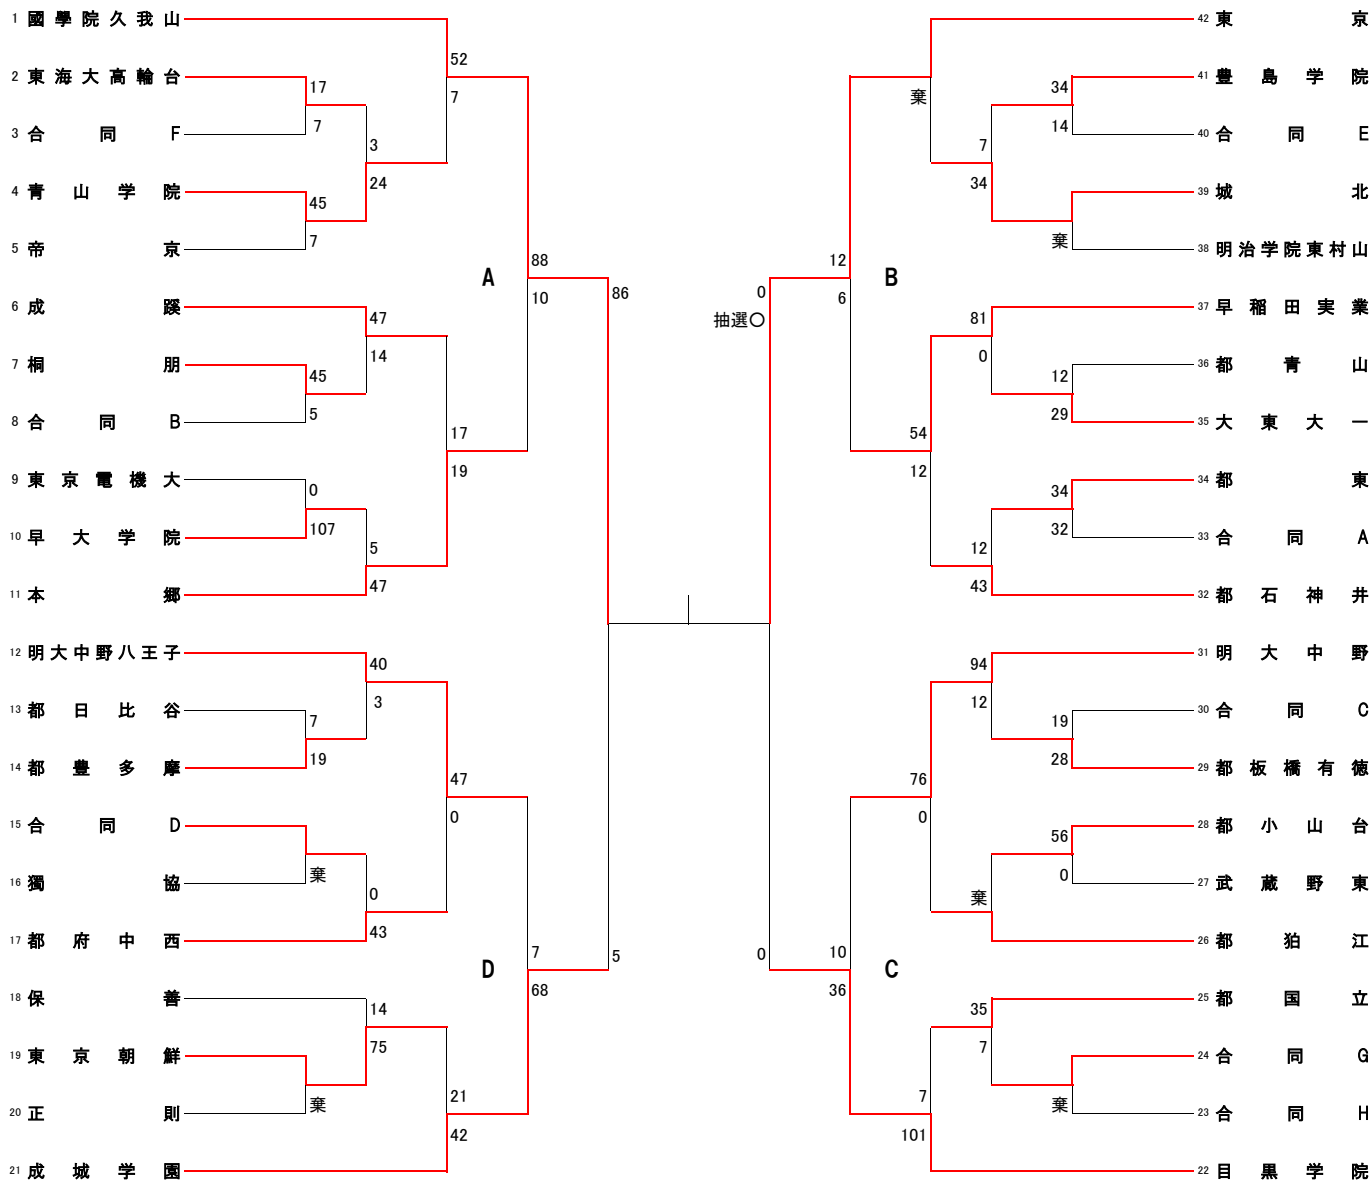 1 國學院久我山
52
2 東海大高輪台
17
7
3 合同F
7
3
24
4 青山学院
45
5 帝京
7
A
88
10
86
6 成蹊
47
14
7 桐朋
45
8 合同B
5
17
19
9 東京電機大
0
10 早大学院
107
5
47
11 本郷
12 明大中野八王子
40
3
13 都日比谷
7
14 都豊多摩
19
47
0
15 合同D
16 獨協
棄
0
17 都府中西
43
D
7
68
5
18 保善
14
75
19 東京朝鮮
20 正則
棄
21
42
21 成城学園
42 東京
棄
41 豊島学院
34
40 合同E
14
7
34
39 城北
38 明治学院東村山
棄
B
12
6
0
抽選〇
37 早稲田実業
81
0
36 都青山
12
35 大東大一
29
54
12
34 都東
34
33 合同A
32
12
43
32 都石神井
31 明大中野
94
12
30 合同C
19
29 都板橋有徳
28
76
0
28 都小山台
56
27 武蔵野東
0
棄
26 都狛江
C
10
36
0
25 都国立
35
7
24 合同G
23 合同H
棄
7
101
22 目黒学院